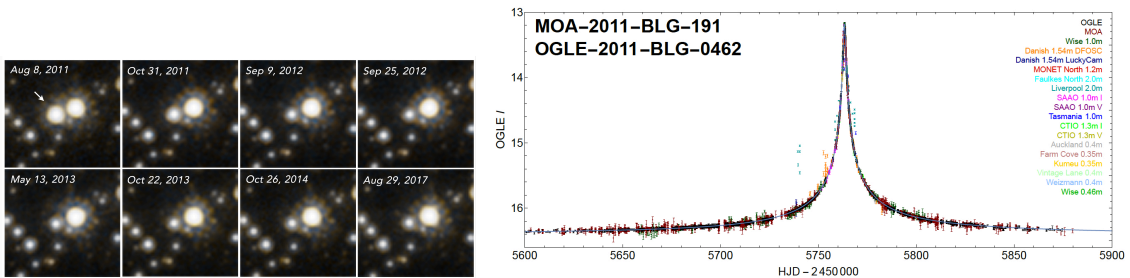 Aug 8, 2011
Oct 31, 2011
Sep 9, 2012
Sep 25, 2012
May 13, 2013
Oct 22, 2013
Oct 26, 2014
Aug 29, 2017
MOA−2011−BLG−191
OGLE−2011−BLG−0462
OGLE
MOA
Wise 1.0m
Danish 1.54m DFOSC
Danish 1.54m LuckyCam
MONET North 1.2m
Faulkes North 2.0m
Liverpool 2.0m
SAAO 1.0m I
SAAO 1.0m V
Tasmania 1.0m
CTIO 1.3m I
CTIO 1.3m V
Auckland 0.4m
Farm Cove 0.35m
Kumeu 0.35m
Vintage Lane 0.4m
Weizmann 0.4m
Wise 0.46m
OGLE I
13
14
15
16
5600 5650 5700 5750 5800 5850 5900
HJD − 2450000